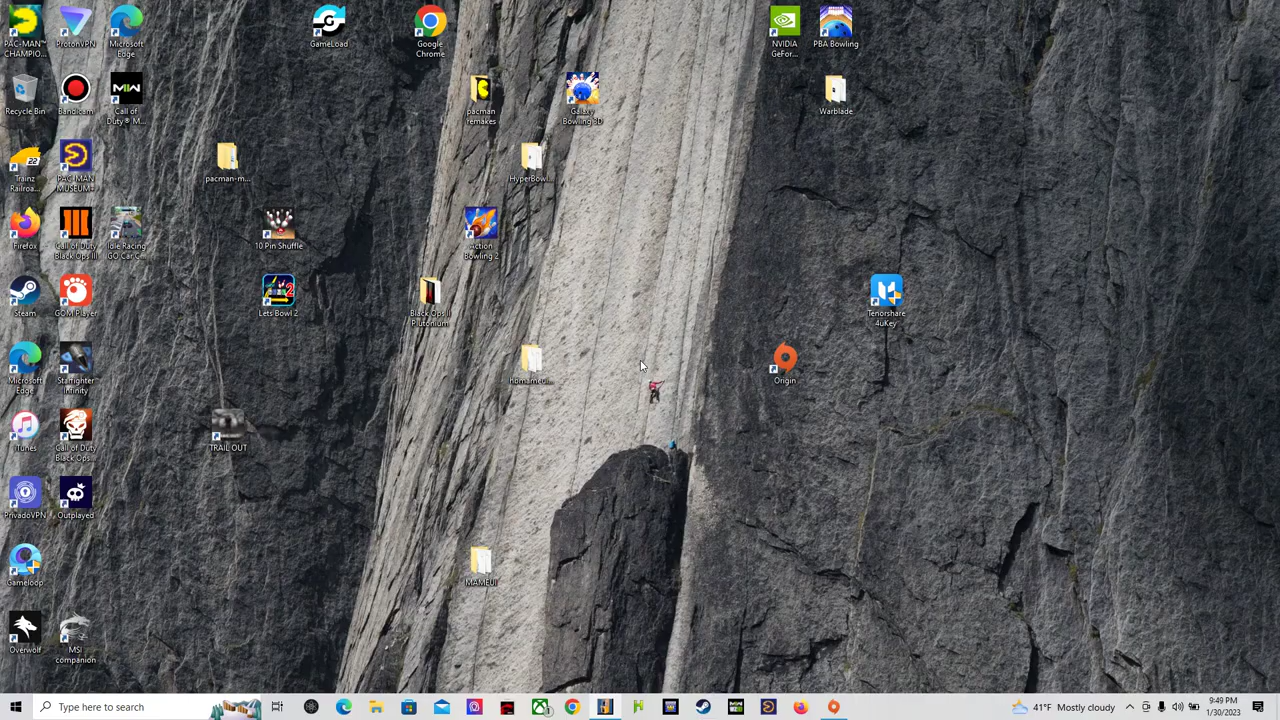 PAC-MAN™
CHAMPIO...
ProtonVPN
Microsoft
Edge
GameLoad
Google
Chrome
NVIDIA
GeFor...
PBA Bowling
Recycle Bin
Bandicam
Call of
Duty® M...
pacman
remakes
Galaxy
Bowling 3D
Warblade
Trainz
Railroa...
PAC-MAN
MUSEUM+
pacman-m...
HyperBowl...
Firefox
Call of Duty
Black Ops III
Idle Racing
GO Car C...
10 Pin Shuffle
Action
Bowling 2
Steam
GOM Player
Lets Bowl 2
Black Ops II
Plutonium
Tenorshare
4uKey
Microsoft
Edge
Starfighter
Infinity
hbmameui...
Origin
iTunes
Call of Duty
Black Ops...
TRAIL OUT
PrivadoVPN
Outplayed
Gameloop
MAMEUI
Overwolf
MSI
companion
Type here to search
41°F Mostly cloudy
9:49 PM
1/30/2023